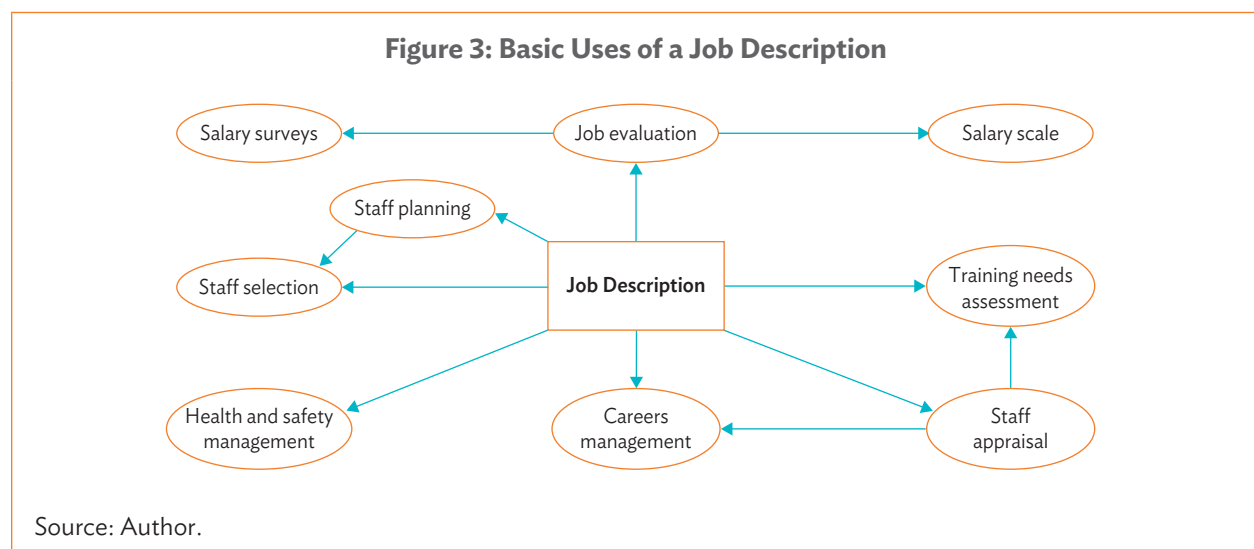 Figure 3: Basic Uses of a Job Description
Salary surveys
Job evaluation
Salary scale
Staff planning
Staff selection
Job Description
Training needs
assessment
Health and safety
management
Careers
management
Staff
appraisal
Source: Author.